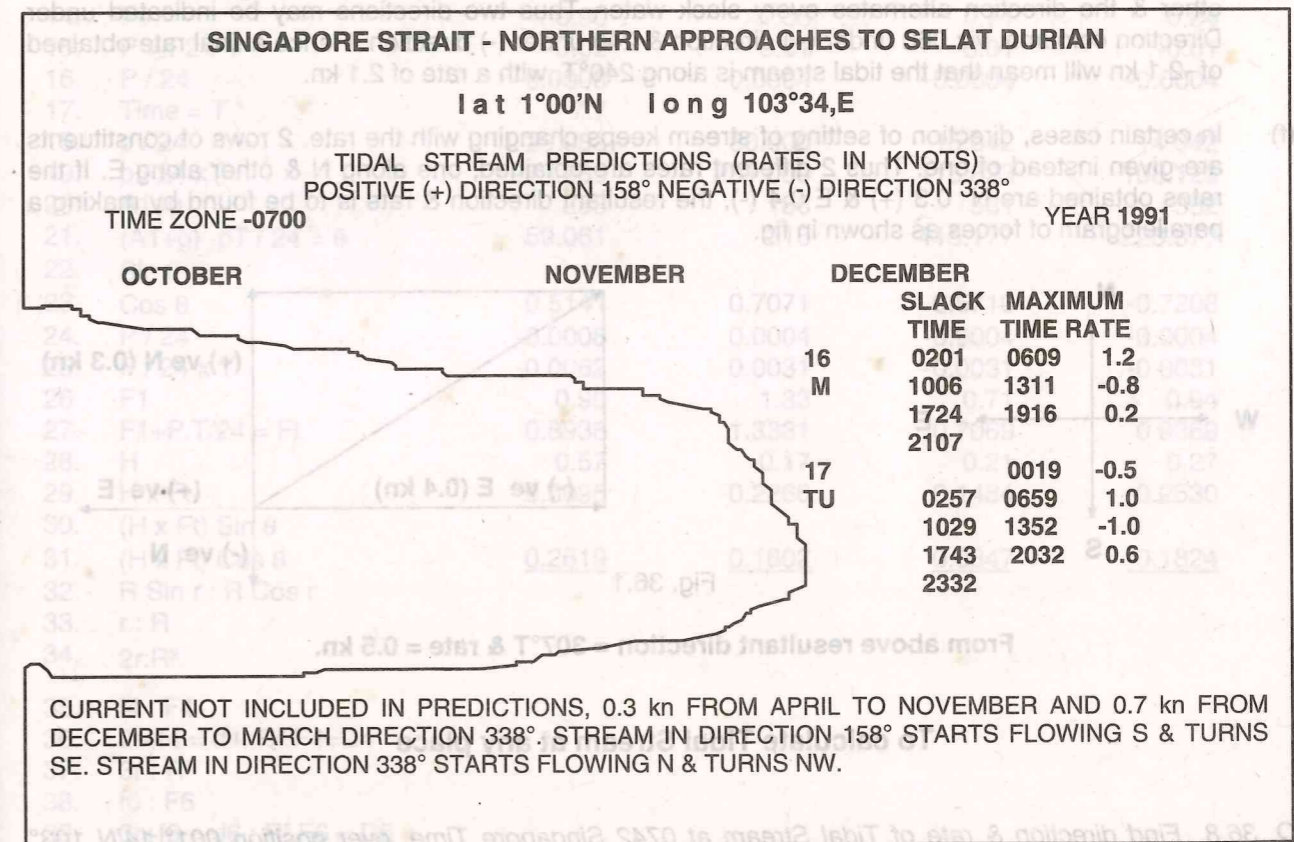 SINGAPORE STRAIT - NORTHERN APPROACHES TO SELAT DURIAN
lat 1°00'N long 103°34,E
TIDAL STREAM PREDICTIONS (RATES IN KNOTS)
POSITIVE (+) DIRECTION 158° NEGATIVE (-) DIRECTION 338°
TIME ZONE -0700 YEAR 1991
OCTOBER NOVEMBER DECEMBER
SLACK MAXIMUM
TIME TIME RATE
16 0201 0609 1.2
M 1006 1311 -0.8
1724 1916 0.2
2107
17 0019 -0.5
TU 0257 0659 1.0
1029 1352 -1.0
1743 2032 0.6
2332
CURRENT NOT INCLUDED IN PREDICTIONS, 0.3 kn FROM APRIL TO NOVEMBER AND 0.7 kn FROM
DECEMBER TO MARCH DIRECTION 338°. STREAM IN DIRECTION 158° STARTS FLOWING S & TURNS
SE. STREAM IN DIRECTION 338° STARTS FLOWING N & TURNS NW.